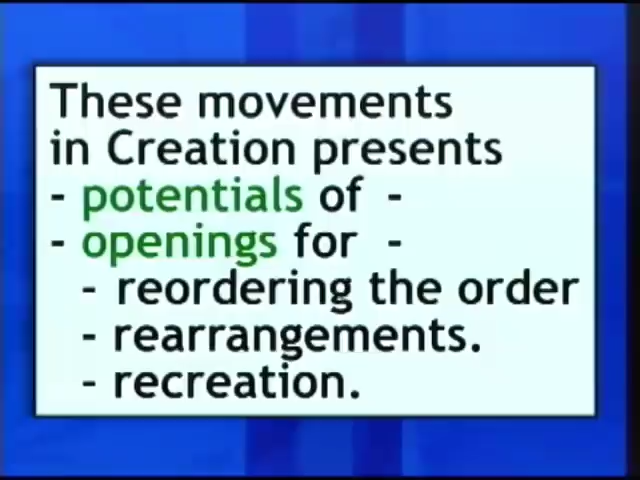 These movements
in Creation presents
- potentials of -
- openings for -
- reordering the order
- rearrangements.
- recreation.